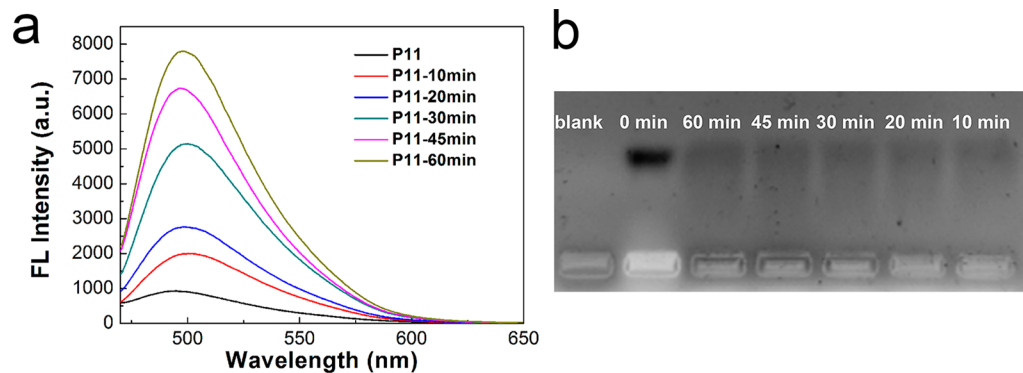 a
8000
7000
6000
5000
4000
3000
2000
1000
0
FL Intensity (a.u.)
P11
P11-10min
P11-20min
P11-30min
P11-45min
P11-60min
500 550 600 650
Wavelength (nm)
b
blank 0 min 60 min 45 min 30 min 20 min 10 min